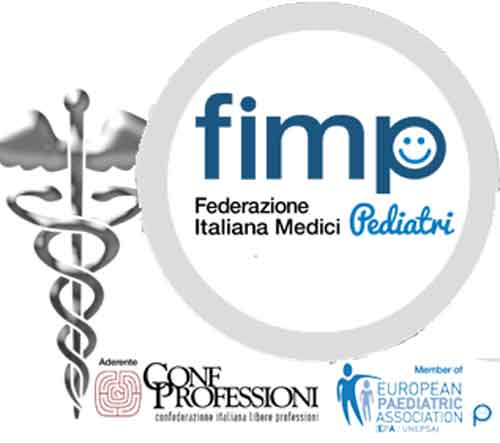 fimp
Federazione
Italiana Medici Pediatri
Aderente
CONF
PROFESSIONI
confederazione italiana libere professioni
Member of
EUROPEAN
PAEDIATRIC
ASSOCIATION
(EPA / UNEPSA)